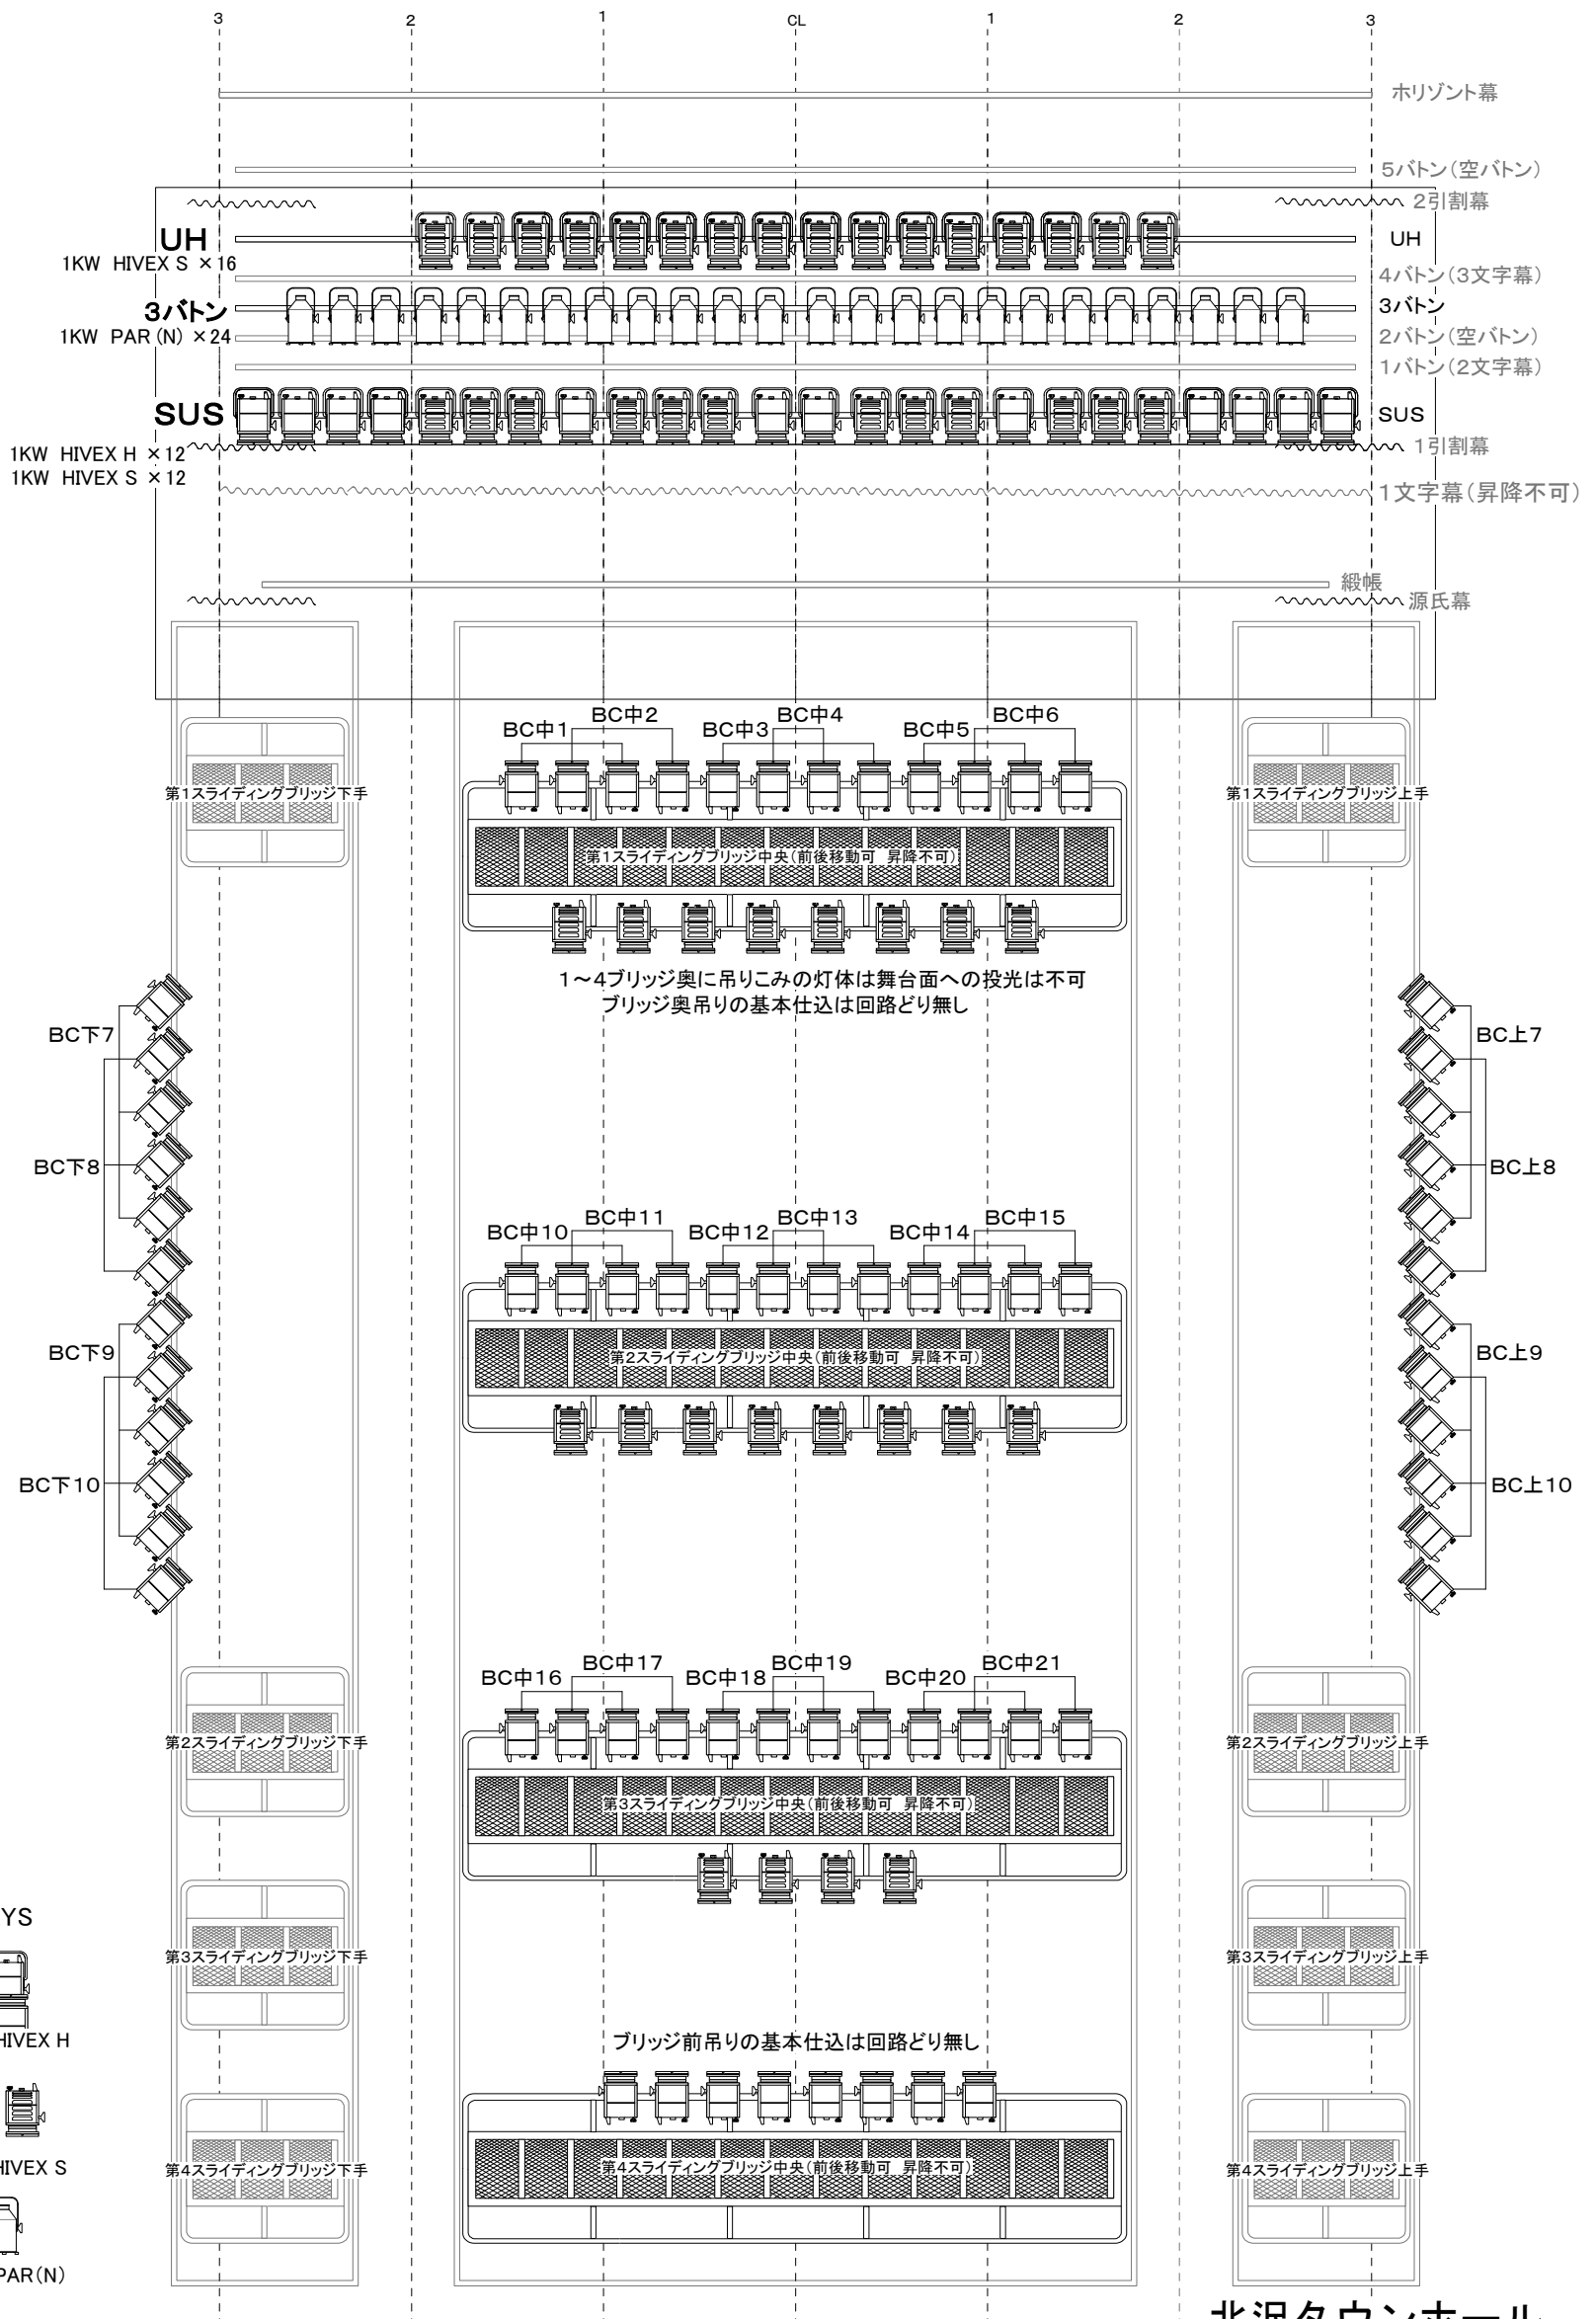 3 2 1 CL 1 2 3
ホリゾント幕
5バトン(空バトン)
2引割幕
UH
1KW HIVEX S ×16
UH
4バトン(3文字幕)
3バトン
1KW PAR(N) ×24
3バトン
2バトン(空バトン)
1バトン(2文字幕)
SUS
1KW HIVEX H ×12
1KW HIVEX S ×12
SUS
1引割幕
1文字幕(昇降不可)
緞帳
源氏幕
BC中1 BC中2 BC中3 BC中4 BC中5 BC中6
第1スライディングブリッジ下手
第1スライディングブリッジ上手
第1スライディングブリッジ中央(前後移動可 昇降不可)
1~4ブリッジ奥に吊りこみの灯体は舞台面への投光は不可
ブリッジ奥吊りの基本仕込は回路どり無し
BC下7
BC上7
BC下8
BC上8
BC中10 BC中11 BC中12 BC中13 BC中14 BC中15
第2スライディングブリッジ中央(前後移動可 昇降不可)
BC下9
BC上9
BC下10
BC上10
BC中16 BC中17 BC中18 BC中19 BC中20 BC中21
第2スライディングブリッジ下手
第2スライディングブリッジ上手
第3スライディングブリッジ中央(前後移動可 昇降不可)
YS
第3スライディングブリッジ下手
第3スライディングブリッジ上手
HIVEX H
ブリッジ前吊りの基本仕込は回路どり無し
HIVEX S
第4スライディングブリッジ下手
第4スライディングブリッジ中央(前後移動可 昇降不可)
第4スライディングブリッジ上手
PAR(N)
北沢タウンホール